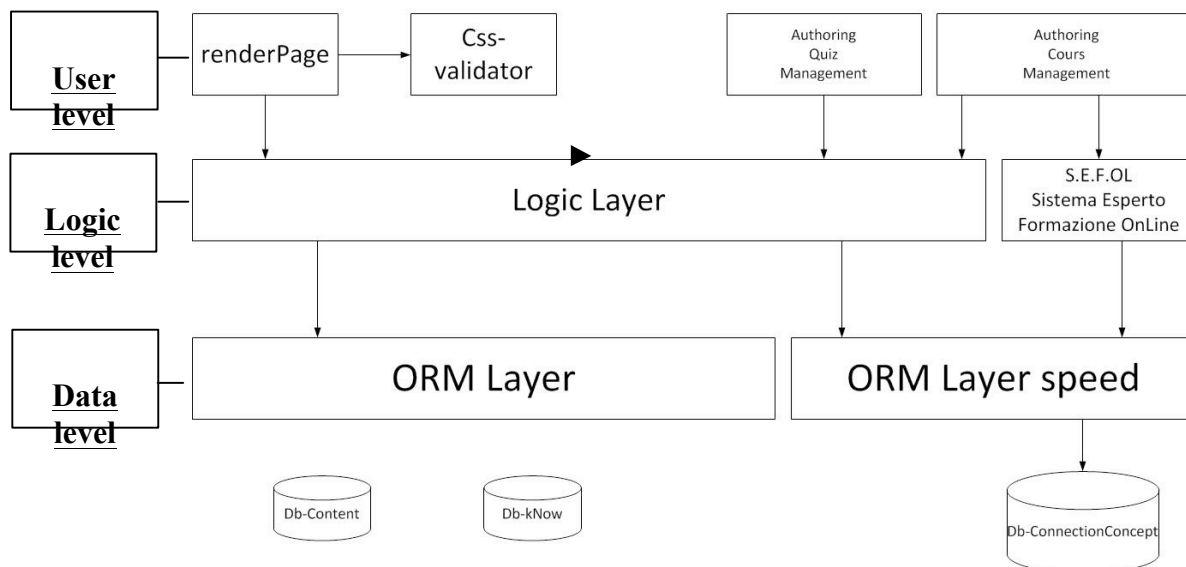 User
level
renderPage
Css-
validator
Authoring
Quiz
Management
Authoring
Cours
Management
Logic
level
Logic Layer
S.E.F.OL
Sistema Esperto
Formazione OnLine
Data
level
ORM Layer
ORM Layer speed
Db-Content
Db-kNow
Db-ConnectionConcept